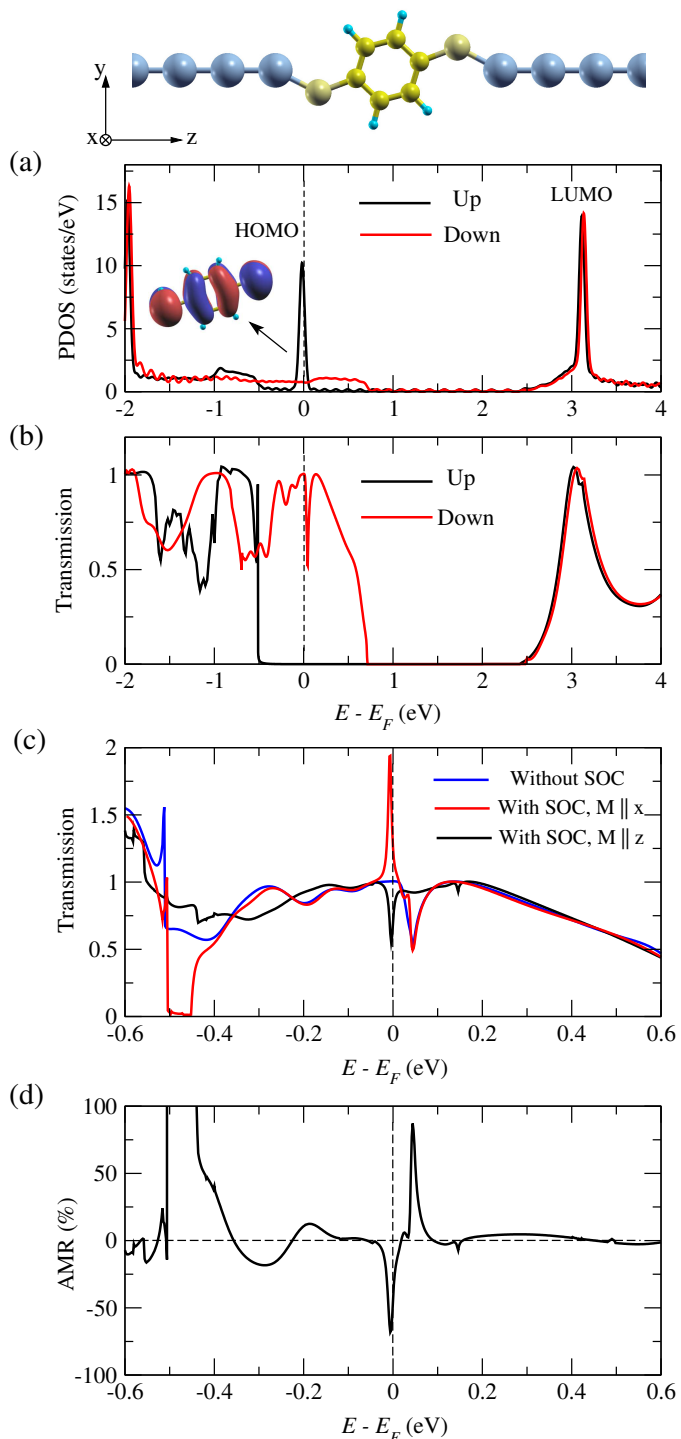 y
x
z
(a)
15
10
5
0
PDOS (states/eV)
HOMO
LUMO
Up
Down
-2 -1 0 1 2 3 4
(b)
1
0.5
0
Transmission
Up
Down
-2 -1 0 1 2 3 4
E - E_F (eV)
(c)
2
1.5
1
0.5
0
Transmission
Without SOC
With SOC, M || x
With SOC, M || z
-0.6 -0.4 -0.2 0 0.2 0.4 0.6
E - E_F (eV)
(d)
100
50
0
-50
-100
AMR (%)
-0.6 -0.4 -0.2 0 0.2 0.4 0.6
E - E_F (eV)